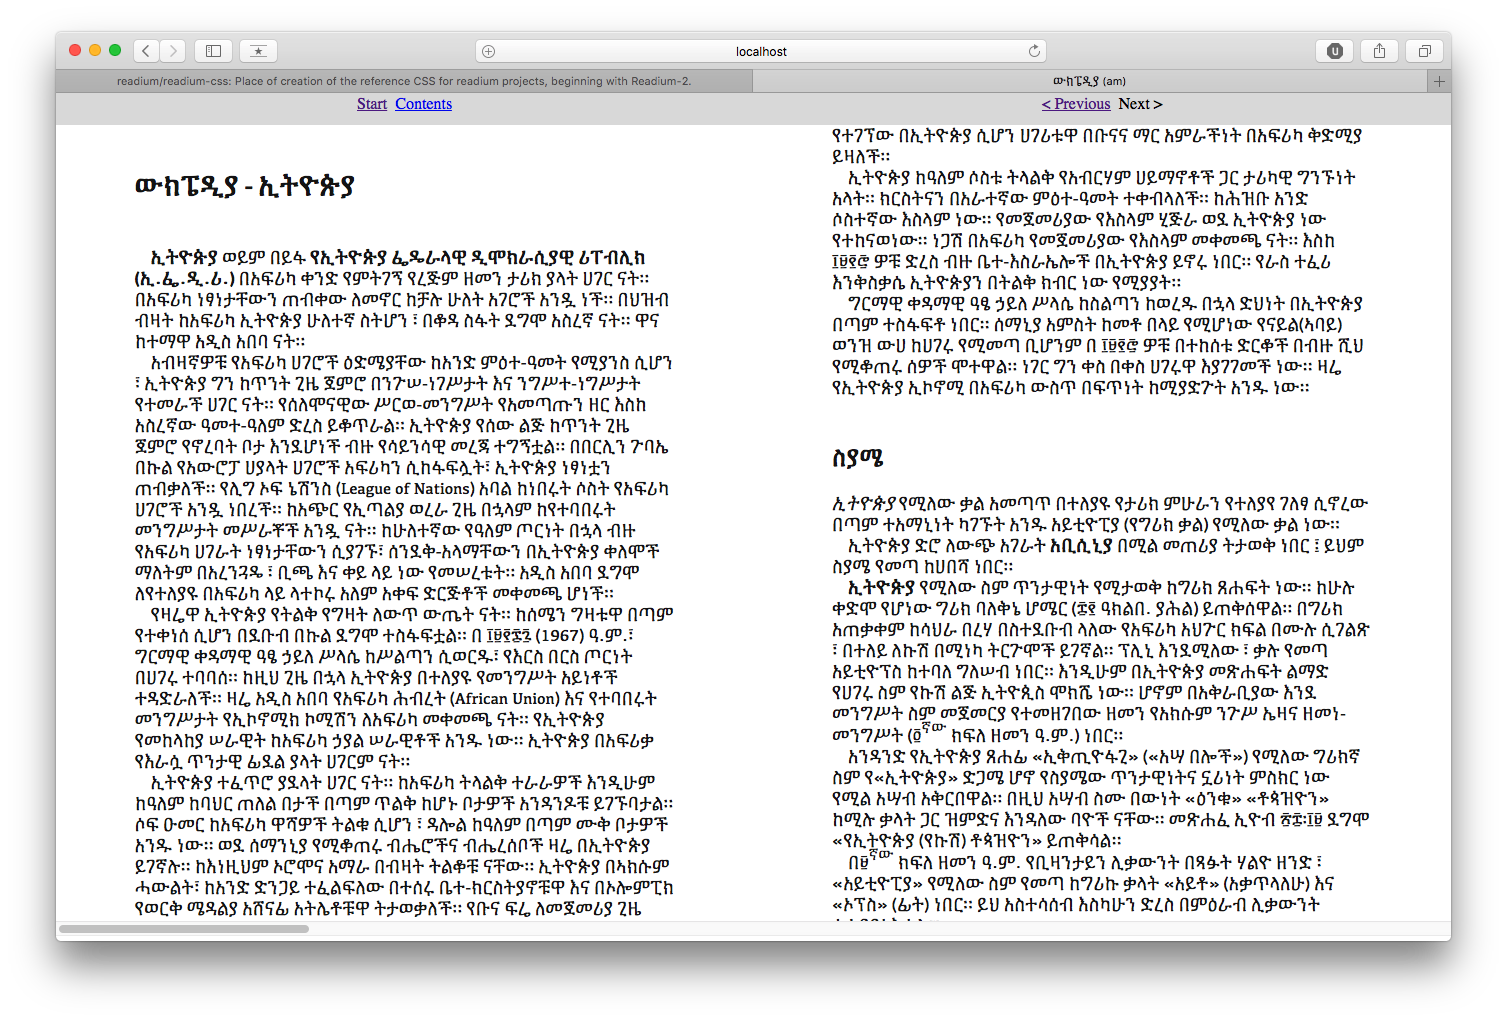 localhost
readium/readium-css: Place of creation of the reference CSS for readium projects, beginning with Readium-2.
ውክፔዲያ (am)
Start Contents
< Previous Next >
ውክፔዲያ - ኢትዮጵያ
ኢትዮጵያ ወይም በይፋ የኢትዮጵያ ፌዴራላዊ ዲሞክራሲያዊ ሪፐብሊክ
(ኢ.ፌ.ዲ.ሪ.) በአፍሪካ ቀንድ የምትገኝ የረጅም ዘመን ታሪክ ያላት ሀገር ናት።
በአፍሪካ ነፃነታቸውን ጠብቀው ለመኖር ከቻሉ ሁለት አገሮች አንዷ ነች። በህዝብ
ብዛት ከአፍሪካ ኢትዮጵያ ሁለተኛ ስትሆን ፣ በቆዳ ስፋት ደግሞ አስረኛ ናት። ዋና
ከተማዋ አዲስ አበባ ናት።
አብዛኛዎቹ የአፍሪካ ሀገሮች ዕድሜያቸው ከአንድ ምዕተ-ዓመት የሚያንስ ሲሆን
፣ ኢትዮጵያ ግን ከጥንት ጊዜ ጀምሮ በንጉሠ-ነገሥታት እና ንግሥተ-ነግሥታት
የተመራች ሀገር ናት። የሰለሞናዊው ሥርወ-መንግሥት የአመጣጡን ዘር እስከ
አስረኛው ዓመተ-ዓለም ድረስ ይቆጥራል። ኢትዮጵያ የሰው ልጅ ከጥንት ጊዜ
ጀምሮ የኖረባት ቦታ እንደሆነች ብዙ የሳይንሳዊ መረጃ ተግኝቷል። በበርሊን ጉባኤ
በኩል የአውሮፓ ሀያላት ሀገሮች አፍሪካን ሲከፋፍሏት፣ ኢትዮጵያ ነፃነቷን
ጠብቃለች። የሊግ ኦፍ ኔሽንስ (League of Nations) አባል ከነበሩት ሶስት የአፍሪካ
ሀገሮች አንዷ ነበረች። ከአጭር የኢጣልያ ወረራ ጊዜ በኋላም ከየተባበሩት
መንግሥታት መሥራቾች አንዷ ናት። ከሁለተኛው የዓለም ጦርነት በኋላ ብዙ
የአፍሪካ ሀገራት ነፃነታቸውን ሲያገኙ፣ ሰንደቅ-አላማቸውን በኢትዮጵያ ቀለሞች
ማለትም በአረንጓዴ ፣ ቢጫ እና ቀይ ላይ ነው የመሠረቱት። አዲስ አበባ ደግሞ
ለየተለያዩ በአፍሪካ ላይ ላተኮሩ አለም አቀፍ ድርጅቶች መቀመጫ ሆነች።
የዛሬዋ ኢትዮጵያ የትልቅ የግዛት ለውጥ ውጤት ናት። ከሰሜን ግዛቱዋ በጣም
የተቀነሰ ሲሆን በደቡብ በኩል ደግሞ ተስፋፍቷል። በ ፲፱፻፷፯ (1967) ዓ.ም.፣
ግርማዊ ቀዳማዊ ዓፄ ኃይለ ሥላሴ ከሥልጣን ሲወርዱ፣ የእርስ በርስ ጦርነት
በሀገሩ ተባባሰ። ከዚህ ጊዜ በኋላ ኢትዮጵያ በተለያዩ የመንግሥት አይነቶች
ተዳድራለች። ዛሬ አዲስ አበባ የአፍሪካ ሕብረት (African Union) እና የተባበሩት
መንግሥታት የኢኮኖሚክ ኮሚሽን ለአፍሪካ መቀመጫ ናት። የኢትዮጵያ
የመከላከያ ሠራዊት ከአፍሪካ ኃያል ሠራዊቶች አንዱ ነው። ኢትዮጵያ በአፍሪቃ
የእራሷ ጥንታዊ ፊደል ያላት ሀገርም ናት።
ኢትዮጵያ ተፈጥሮ ያደላት ሀገር ናት። ከአፍሪካ ትላልቅ ተራራዎች እንዲሁም
ከዓለም ከባህር ጠለል በታች በጣም ጥልቅ ከሆኑ ቦታዎች አንዳንዶቹ ይገኙባታል።
ሶፍ ዑመር ከአፍሪካ ዋሻዎች ትልቁ ሲሆን ፣ ዳሎል ከዓለም በጣም ሙቅ ቦታዎች
አንዱ ነው። ወደ ሰማንኒያ የሚቆጠሩ ብሔሮችና ብሔረሰቦች ዛሬ በኢትዮጵያ
ይገኛሉ። ከእነዚህም ኦሮሞና አማራ በብዛት ትልቆቹ ናቸው። ኢትዮጵያ በኣክሱም
ሓውልት፣ ከአንድ ድንጋይ ተፈልፍለው በተሰሩ ቤተ-ክርስትያኖቹዋ እና በኦሎምፒክ
የወርቅ ሜዳልያ አሸናፊ አትሌቶቹዋ ትታወቃለች። የቡና ፍሬ ለመጀመሪያ ጊዜ
የተገኘው በኢትዮጵያ ሲሆን ሀገሪቱዋ በቡናና ማር አምራችነት በአፍሪካ ቅድሚያ
ይዛለች።
ኢትዮጵያ ከዓለም ሶስቱ ትላልቅ የአብርሃም ሀይማኖቶች ጋር ታሪካዊ ግንኙነት
አላት። ክርስትናን በአራተኛው ምዕተ-ዓመት ተቀብላለች። ከሕዝቡ አንድ
ሶስተኛው እስላም ነው። የመጀመሪያው የእስላም ሂጅራ ወደ ኢትዮጵያ ነው
የተከናወነው። ነጋሽ በአፍሪካ የመጀመሪያው የእስላም መቀመጫ ናት። እስከ
፲፱፻፸ ዎቹ ድረስ ብዙ ቤተ-እስራኤሎች በኢትዮጵያ ይኖሩ ነበር። የራስ ተፈሪ
እንቅስቃሴ ኢትዮጵያን በትልቅ ክብር ነው የሚያያት።
ግርማዊ ቀዳማዊ ዓፄ ኃይለ ሥላሴ ከስልጣን ከመረዱ በኋላ ድህነት በኢትዮጵያ
በጣም ተስፋፍቶ ነበር። ሰማኒያ አምስት ከመቶ በላይ የሚሆነው የናይል(ኣባይ)
ወንዝ ውሀ ከሀገሩ የሚመጣ ቢሆንም በ ፲፱፻፹ ዎቹ በተከሰቱ ድርቆች በብዙ ሺህ
የሚቆጠሩ ሰዎች ሞተዋል። ነገር ግን ቀስ በቀስ ሀገሩዋ እያገገመች ነው። ዛሬ
የኢትዮጵያ ኢኮኖሚ በአፍሪካ ውስጥ በፍጥነት ከሚያድጉት አንዱ ነው።
ስያሜ
ኢትዮጵያ የሚለው ቃል አመጣጥ በተለያዩ የታሪክ ምሁራን የተለያየ ገለፃ ሲኖረው
በጣም ተአማኒነት ካገኙት አንዱ አይቲዮፒያ (የግሪክ ቃል) የሚለው ቃል ነው።
ኢትዮጵያ ድሮ ለውጭ አገራት አቢሲኒያ በሚል መጠሪያ ትታወቅ ነበር ፤ ይህም
ስያሜ የመጣ ከሀበሻ ነበር።
ኢትዮጵያ የሚለው ስም ጥንታዊነት የሚታወቅ ከግሪክ ጸሐፍት ነው። ከሁሉ
ቀድሞ የሆነው ግሪክ ባለቅኔ ሆሜር (፰፻ ዓክልበ. ያሕል) ይጠቅሰዋል። በግሪክ
አጠቃቀም ከሳህራ በረሃ በስተደቡብ ላለው የአፍሪካ አህጉር ክፍል በሙሉ ሲገልጽ
፣ በተለይ ለኩሽ በሚነካ ትርጉሞች ይገኛል። ፕሊኒ እንደሚለው ፣ ቃሉ የመጣ
አይቲዮፕስ ከተባለ ግለሠብ ነበር። እንዲሁም በኢትዮጵያ መጽሐፍት ልማድ
የሀገሩ ስም የኩሽ ልጅ ኢትዮጲስ ሞክሼ ነው። ሆኖም በአቅራቢያው እንደ
መንግሥት ስም መጀመርያ የተመዘገበው ዘመን የአክሱም ንጉሥ ኤዛና ዘመነ-
መንግሥት (፬ኛው ክፍለ ዘመን ዓ.ም.) ነበር።
አንዳንድ የኢትዮጵያ ጸሐፊ «ኢቅጢዮፋጊ» («አሣ በሎች») የሚለው ግሪክኛ
ስም የ«ኢትዮጵያ» ድጋሜ ሆኖ የስያሜው ጥንታዊነትና ኗሪነት ምስክር ነው
የሚል አሣብ አቅርበዋል። በዚህ አሣብ ስሙ በውነት «ዕንቁ» «ቶጳዝዮን»
ከሚሉ ቃላት ጋር ዝምድና እንዳለው ባዮች ናቸው። መጽሐፈ ኢዮብ ፳፰፡፲፱ ደግሞ
«የኢትዮጵያ (የኩሽ) ቶጳዝዮን» ይጠቅሳል።
በ፱ኛው ክፍለ ዘመን ዓ.ም. የቢዛንታይን ሊቃውንት በጻፉት ሃልዮ ዘንድ ፣
«አይቲዮፒያ» የሚለው ስም የመጣ ከግሪኩ ቃላት «አይቶ» (አቃጥላለሁ) እና
«ኦፕስ» (ፊት) ነበር። ይህ አስተሳሰብ እስካሁን ድረስ በምዕራብ ሊቃውንት